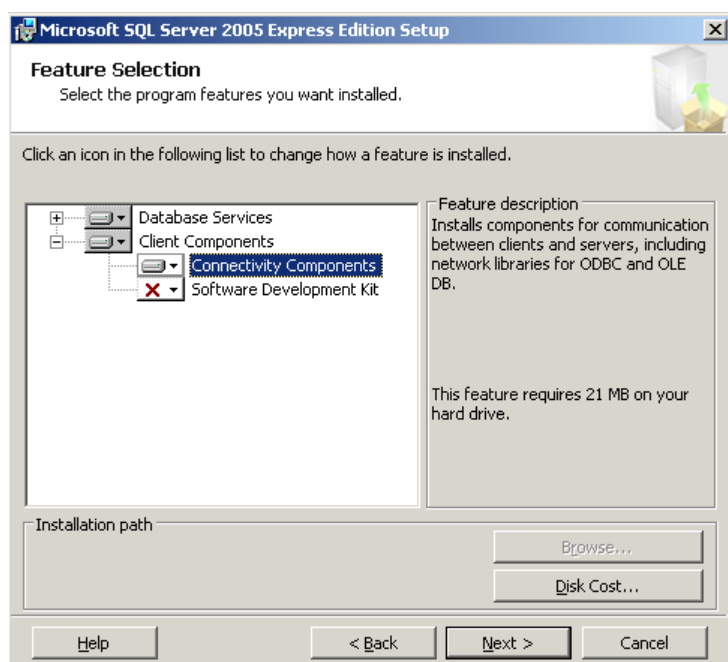 Microsoft SQL Server 2005 Express Edition Setup
Feature Selection
Select the program features you want installed.
Click an icon in the following list to change how a feature is installed.
Database Services
Client Components
Connectivity Components
Software Development Kit
Feature description
Installs components for communication
between clients and servers, including
network libraries for ODBC and OLE
DB.
This feature requires 21 MB on your
hard drive.
Installation path
Browse...
Disk Cost...
Help
< Back
Next >
Cancel